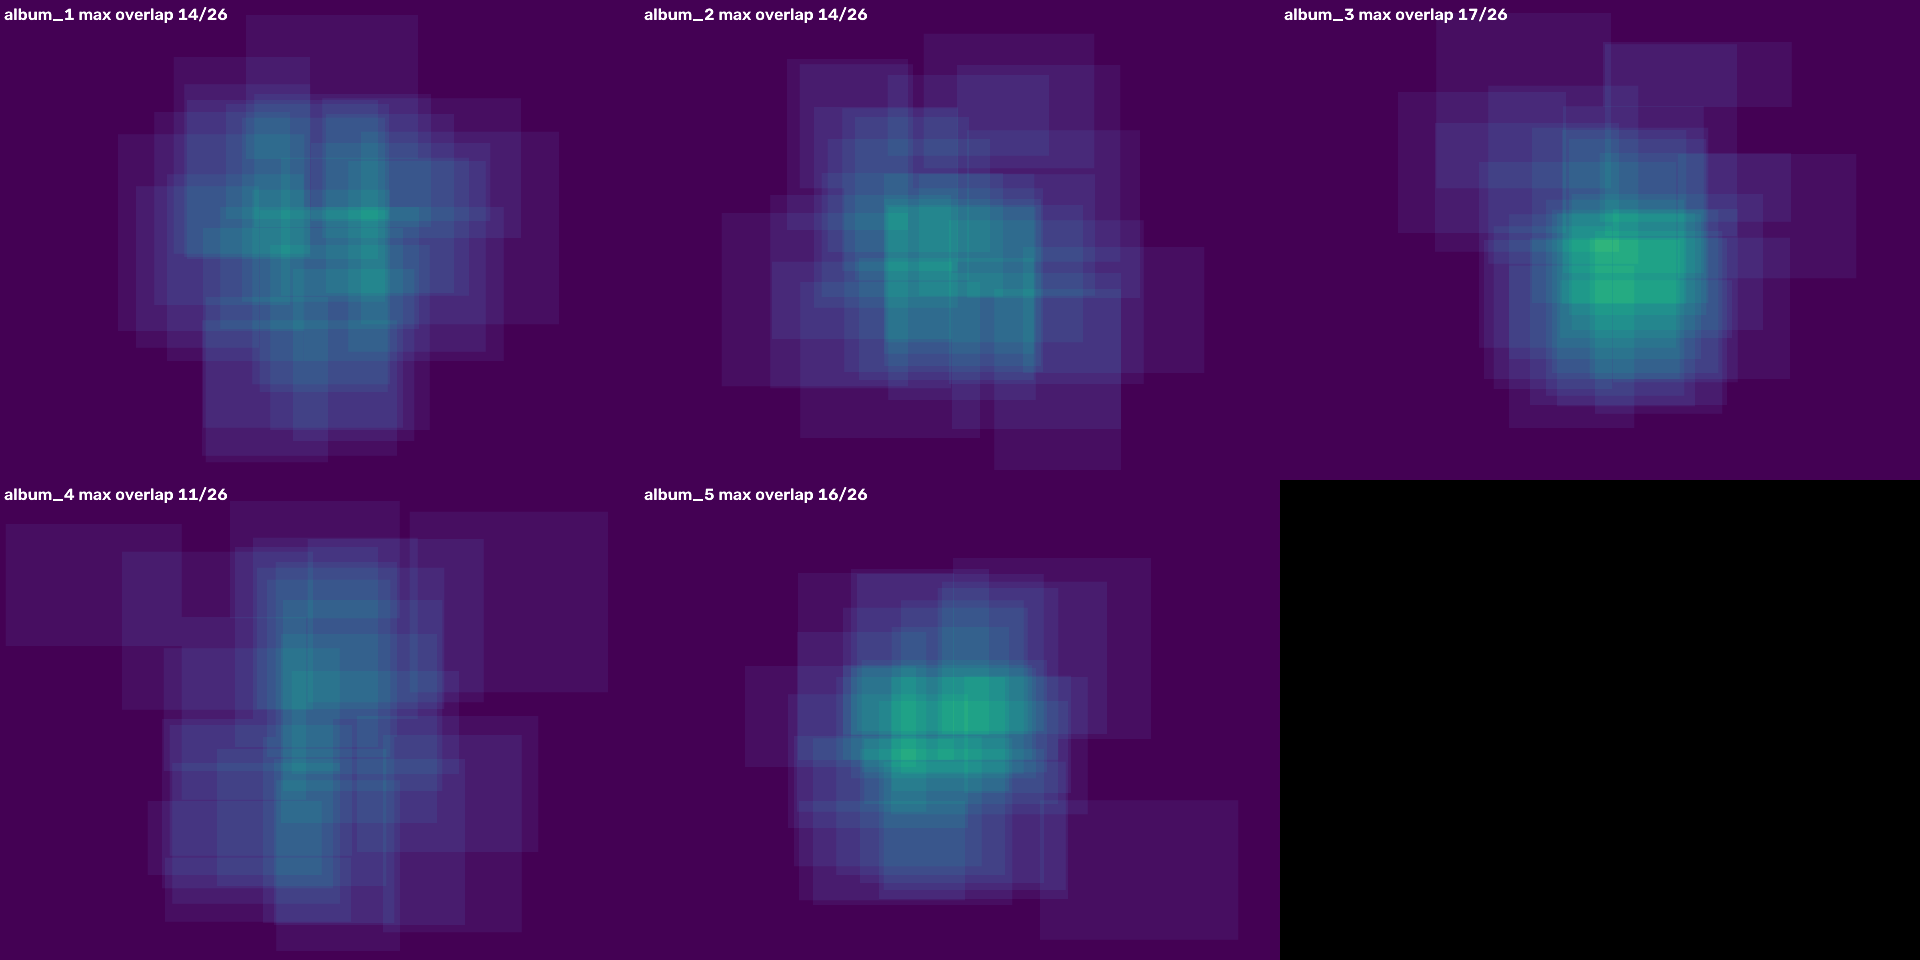 album_1 max overlap 14/26
album_2 max overlap 14/26
album_3 max overlap 17/26
album_4 max overlap 11/26
album_5 max overlap 16/26